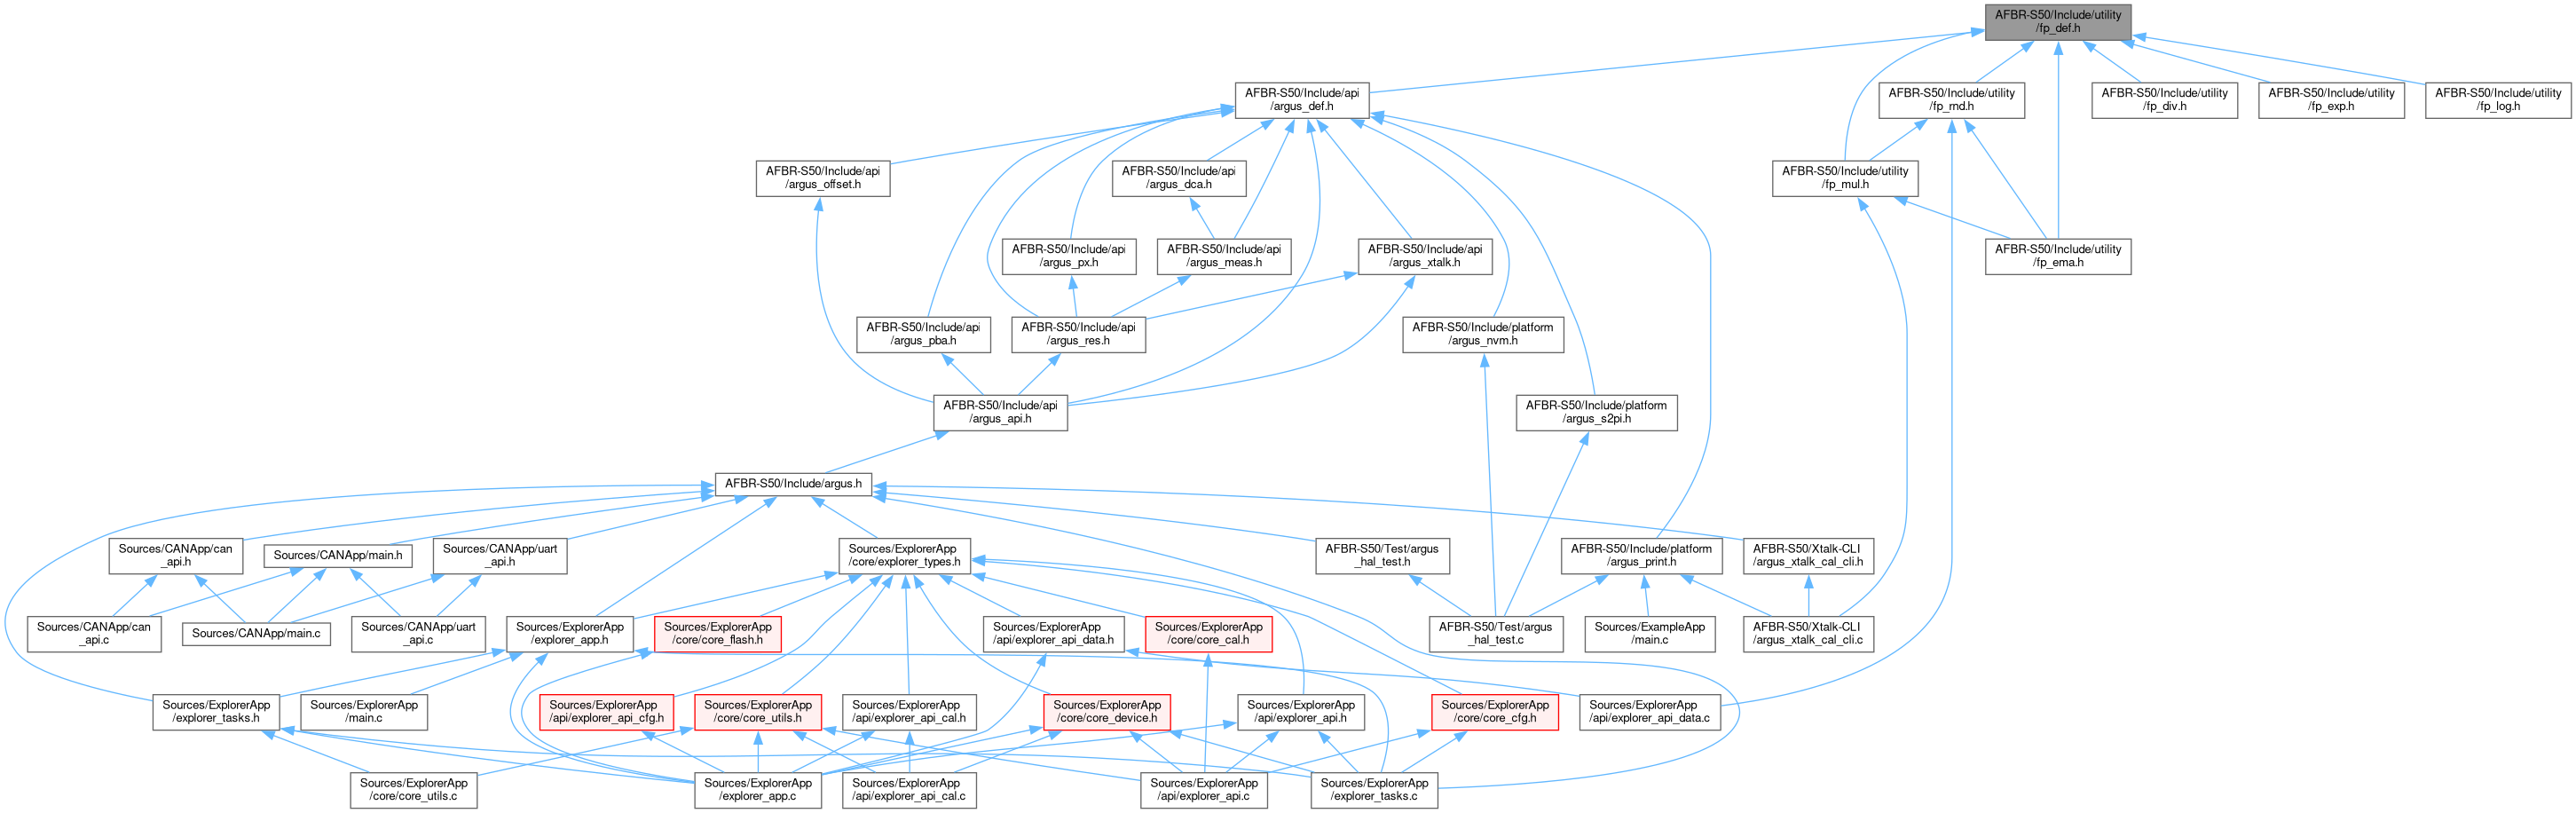 AFBR-S50/Include/utility
/fp_def.h
AFBR-S50/Include/api
/argus_def.h
AFBR-S50/Include/utility
/fp_rnd.h
AFBR-S50/Include/utility
/fp_div.h
AFBR-S50/Include/utility
/fp_exp.h
AFBR-S50/Include/utility
/fp_log.h
AFBR-S50/Include/api
/argus_offset.h
AFBR-S50/Include/api
/argus_dca.h
AFBR-S50/Include/utility
/fp_mul.h
AFBR-S50/Include/api
/argus_px.h
AFBR-S50/Include/api
/argus_meas.h
AFBR-S50/Include/api
/argus_xtalk.h
AFBR-S50/Include/utility
/fp_ema.h
AFBR-S50/Include/api
/argus_pba.h
AFBR-S50/Include/api
/argus_res.h
AFBR-S50/Include/platform
/argus_nvm.h
AFBR-S50/Include/api
/argus_api.h
AFBR-S50/Include/platform
/argus_s2pi.h
AFBR-S50/Include/argus.h
Sources/CANApp/can
_api.h
Sources/CANApp/main.h
Sources/CANApp/uart
_api.h
Sources/ExplorerApp
/core/explorer_types.h
AFBR-S50/Test/argus
_hal_test.h
AFBR-S50/Include/platform
/argus_print.h
AFBR-S50/Xtalk-CLI
/argus_xtalk_cal_cli.h
Sources/CANApp/can
_api.c
Sources/CANApp/main.c
Sources/CANApp/uart
_api.c
Sources/ExplorerApp
/explorer_app.h
Sources/ExplorerApp
/core/core_flash.h
Sources/ExplorerApp
/api/explorer_api_data.h
Sources/ExplorerApp
/core/core_cal.h
AFBR-S50/Test/argus
_hal_test.c
Sources/ExampleApp
/main.c
AFBR-S50/Xtalk-CLI
/argus_xtalk_cal_cli.c
Sources/ExplorerApp
/explorer_tasks.h
Sources/ExplorerApp
/main.c
Sources/ExplorerApp
/api/explorer_api_cfg.h
Sources/ExplorerApp
/core/core_utils.h
Sources/ExplorerApp
/api/explorer_api_cal.h
Sources/ExplorerApp
/core/core_device.h
Sources/ExplorerApp
/api/explorer_api.h
Sources/ExplorerApp
/core/core_cfg.h
Sources/ExplorerApp
/api/explorer_api_data.c
Sources/ExplorerApp
/core/core_utils.c
Sources/ExplorerApp
/explorer_app.c
Sources/ExplorerApp
/api/explorer_api_cal.c
Sources/ExplorerApp
/api/explorer_api.c
Sources/ExplorerApp
/explorer_tasks.c